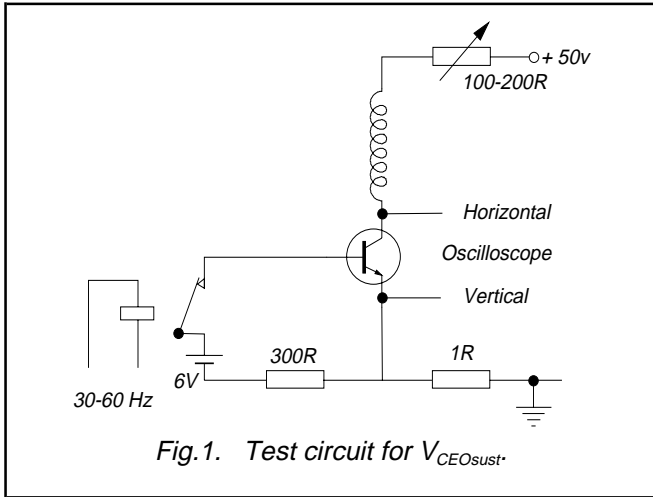 + 50v
100-200R
Horizontal
Oscilloscope
Vertical
300R
1R
6V
30-60 Hz
Fig.1. Test circuit for VCEOsust.